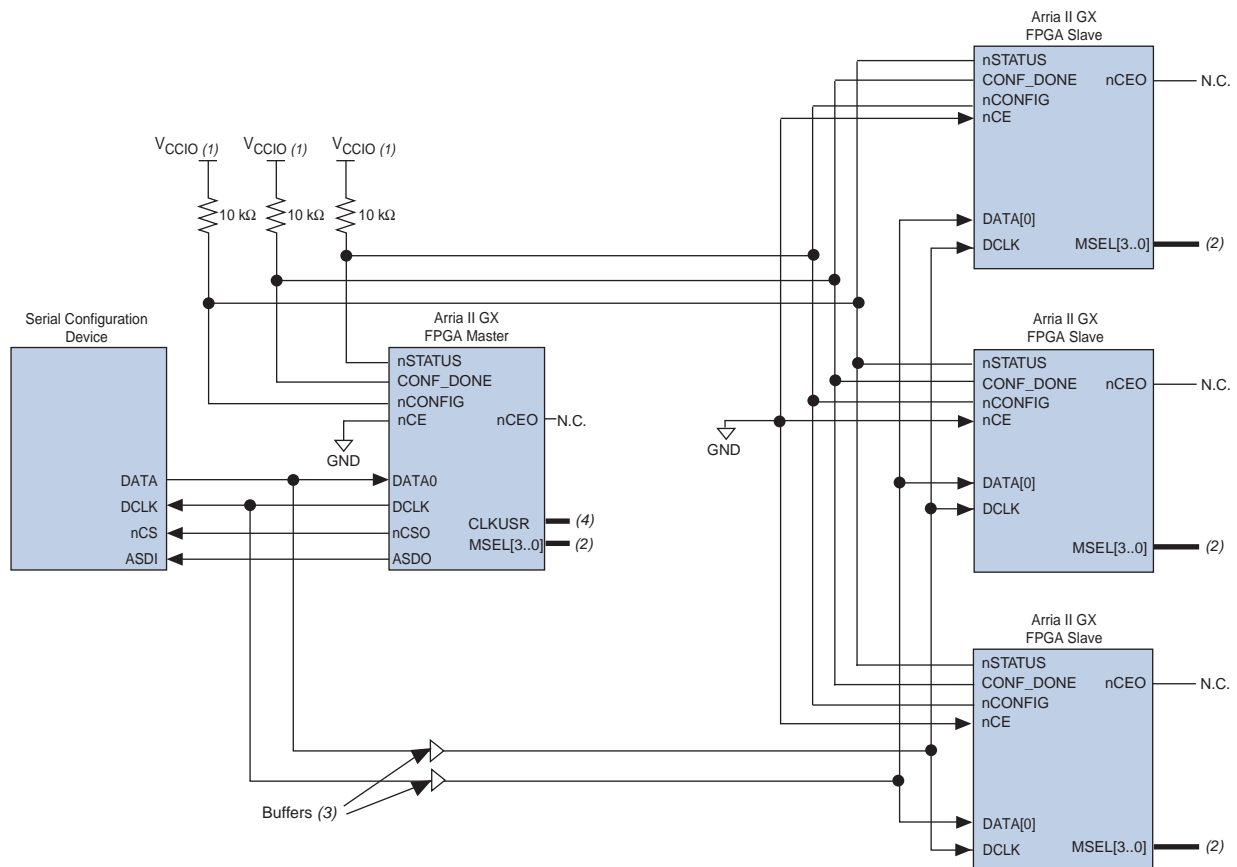 Arria II GX
FPGA Slave
nSTATUS
CONF_DONE
nCEO
N.C.
nCONFIG
nCE
DATA[0]
DCLK
MSEL[3..0]
(2)
VCCIO (1)
VCCIO (1)
VCCIO (1)
10 kΩ
10 kΩ
10 kΩ
Serial Configuration
Device
DATA
DCLK
nCS
ASDI
Arria II GX
FPGA Master
nSTATUS
CONF_DONE
nCONFIG
nCE
nCEO
N.C.
GND
DATA0
DCLK
CLKUSR
(4)
nCSO
MSEL[3..0]
(2)
ASDO
Arria II GX
FPGA Slave
nSTATUS
CONF_DONE
nCEO
N.C.
nCONFIG
nCE
GND
DATA[0]
DCLK
MSEL[3..0]
(2)
Arria II GX
FPGA Slave
nSTATUS
CONF_DONE
nCEO
N.C.
nCONFIG
nCE
Buffers (3)
DATA[0]
DCLK
MSEL[3..0]
(2)